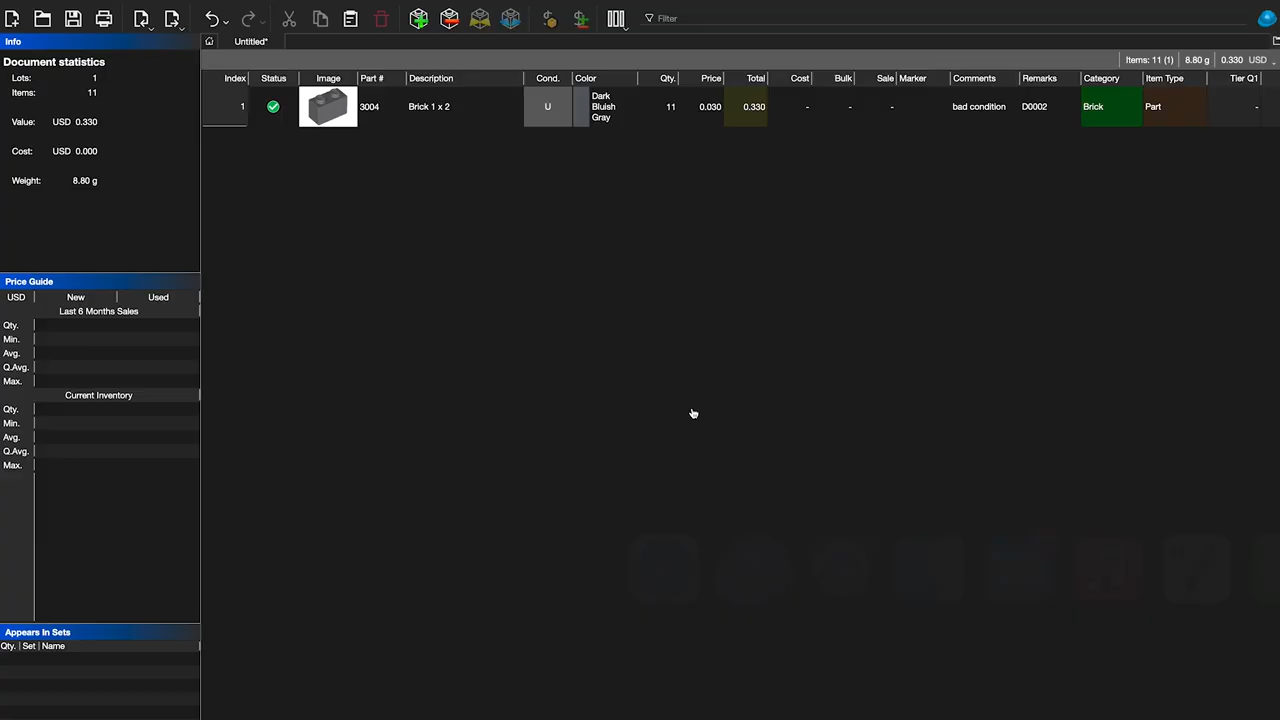 Filter
Info
Untitled*
Document statistics
Lots: 1
Items: 11
Value: USD 0.330
Cost: USD 0.000
Weight: 8.80 g
Items: 11 (1) 8.80 g 0.330 USD
Index Status Image Part # Description Cond. Color Qty. Price Total Cost Bulk Sale Marker Comments Remarks Category Item Type Tier Q1
1 3004 Brick 1 x 2 U Dark Bluish Gray 11 0.030 0.330 - - - bad condition D0002 Brick Part -
Price Guide
USD New Used
Last 6 Months Sales
Qty.
Min.
Avg.
Q.Avg.
Max.
Current Inventory
Qty.
Min.
Avg.
Q.Avg.
Max.
Appears In Sets
Qty. Set Name